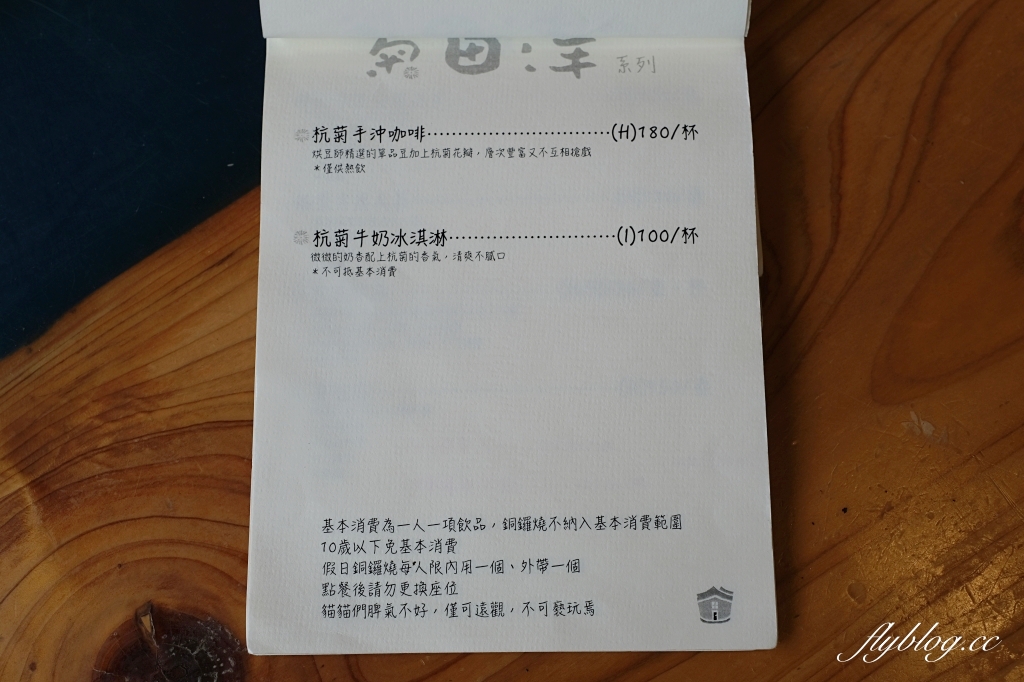 田洋 系列
杭菊手沖咖啡……………………………(H)180/杯
烘豆師精選的單品豆加上杭菊花瓣，層次豐富又不互相搶戲
*僅供熱飲
杭菊牛奶冰淇淋………………………(I)100/杯
微微的奶香配上杭菊的香氣，清爽不膩口
*不可抵基本消費
基本消費為一人一項飲品，銅鑼燒不納入基本消費範圍
10歲以下免基本消費
假日銅鑼燒每人限內用一個、外帶一個
點餐後請勿更換座位
貓貓們脾氣不好，僅可遠觀，不可褻玩焉
flyblog.cc